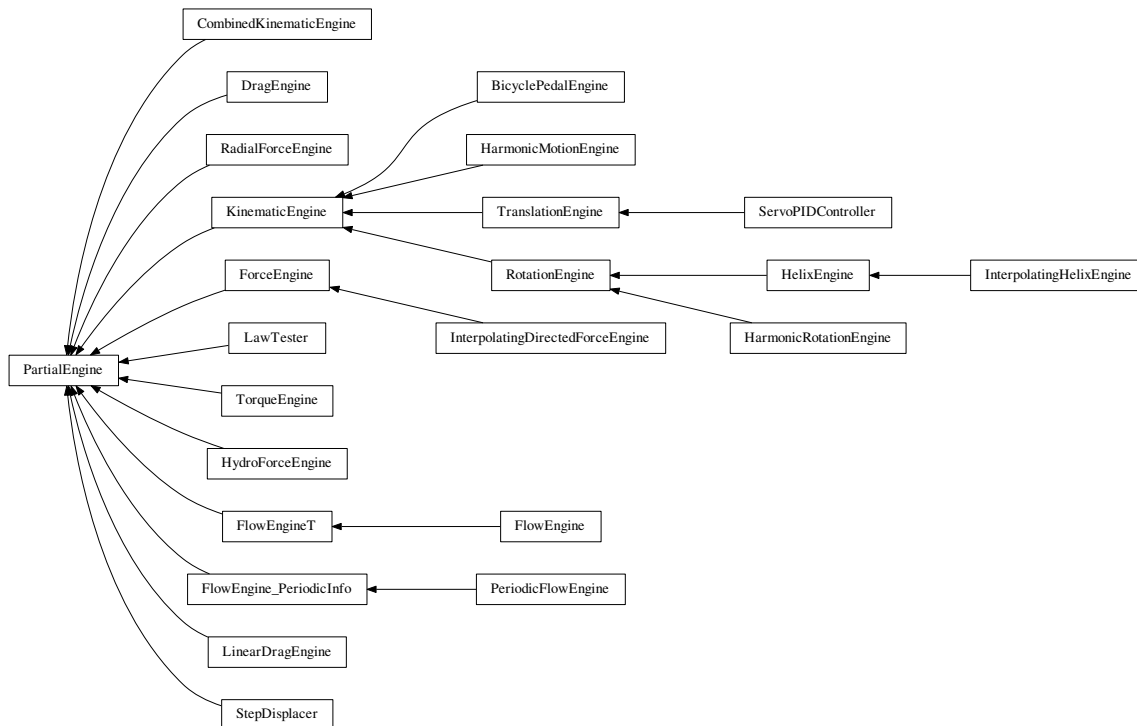 CombinedKinematicEngine
DragEngine
BicyclePedalEngine
RadialForceEngine
HarmonicMotionEngine
KinematicEngine
TranslationEngine
ServoPIDController
ForceEngine
RotationEngine
HelixEngine
InterpolatingHelixEngine
LawTester
InterpolatingDirectedForceEngine
HarmonicRotationEngine
PartialEngine
TorqueEngine
HydroForceEngine
FlowEngineT
FlowEngine
FlowEngine_PeriodicInfo
PeriodicFlowEngine
LinearDragEngine
StepDisplacer